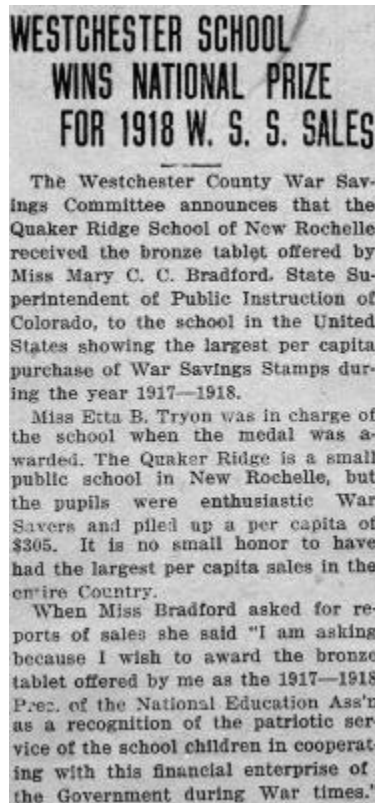 WESTCHESTER SCHOOL
WINS NATIONAL PRIZE
FOR 1918 W. S. S. SALES
The Westchester County War Sav-
ings Committee announces that the
Quaker Ridge School of New Rochelle
received the bronze tablet offered by
Miss Mary C. C. Bradford, State Su-
perintendent of Public Instruction of
Colorado, to the school in the United
States showing the largest per capita
purchase of War Savings Stamps dur-
ing the year 1917—1918.
Miss Etta B. Tryon was in charge of
the school when the medal was a-
warded. The Quaker Ridge is a small
public school in New Rochelle, but
the pupils were enthusiastic War
Savers and piled up a per capita of
$305. It is no small honor to have
had the largest per capita sales in the
entire Country.
When Miss Bradford asked for re-
ports of sales she said "I am asking
because I wish to award the bronze
tablet offered by me as the 1917—1918
Prec. of the National Education Ass'n
as a recognition of the patriotic ser-
vice of the school children in cooperat-
ing with this financial enterprise of
the Government during War times."